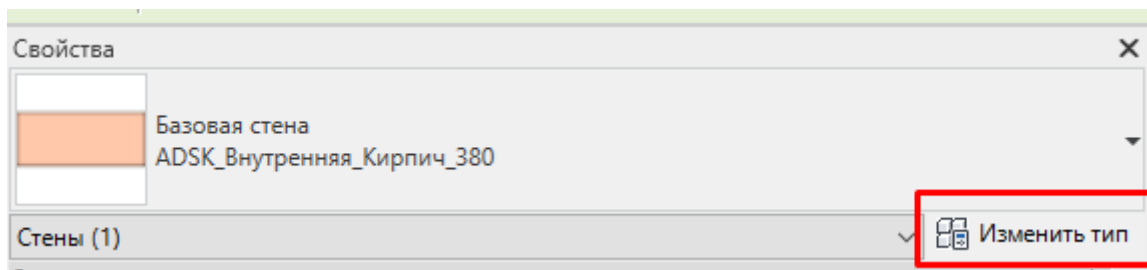 Свойства
Базовая стена
ADSK_Внутренняя_Кирпич_380
Стены (1)
Изменить тип